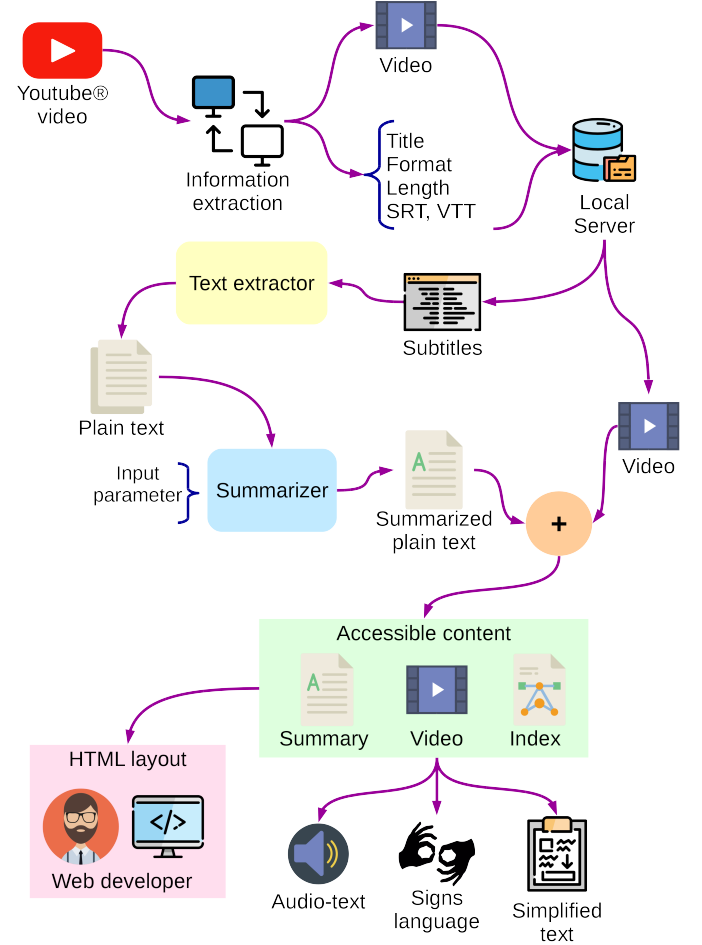 Youtube®
video
Information
extraction
Video
Title
Format
Length
SRT, VTT
Local
Server
Text extractor
Subtitles
Plain text
Video
Input
parameter
Summarizer
A
Summarized
plain text
+
Accessible content
A
Summary
Video
Index
HTML layout
</>
Web developer
Audio-text
Signs
language
Simplified
text